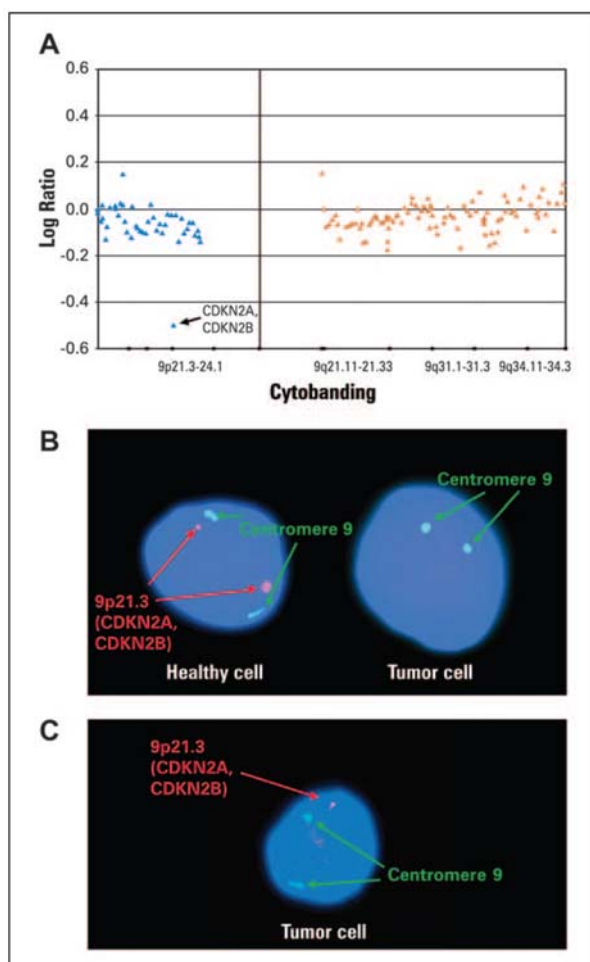 A
0.6
0.4
0.2
0.0
-0.2
-0.4
-0.6
Log Ratio
CDKN2A,
CDKN2B
9p21.3-24.1
9q21.11-21.33
9q31.1-31.3
9q34.11-34.3
Cytobanding
B
Centromere 9
Centromere 9
9p21.3
(CDKN2A,
CDKN2B)
Healthy cell
Tumor cell
C
9p21.3
(CDKN2A,
CDKN2B)
Centromere 9
Tumor cell